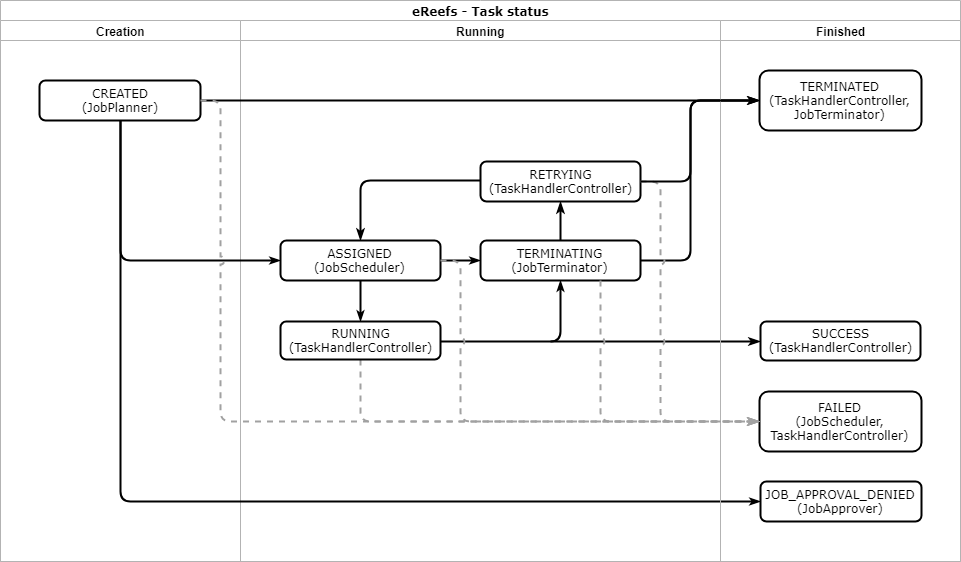 eReefs - Task status
Creation
Running
Finished
CREATED
(JobPlanner)
TERMINATED
(TaskHandlerController,
JobTerminator)
RETRYING
(TaskHandlerController)
ASSIGNED
(JobScheduler)
TERMINATING
(JobTerminator)
RUNNING
(TaskHandlerController)
SUCCESS
(TaskHandlerController)
FAILED
(JobScheduler,
TaskHandlerController)
JOB_APPROVAL_DENIED
(JobApprover)